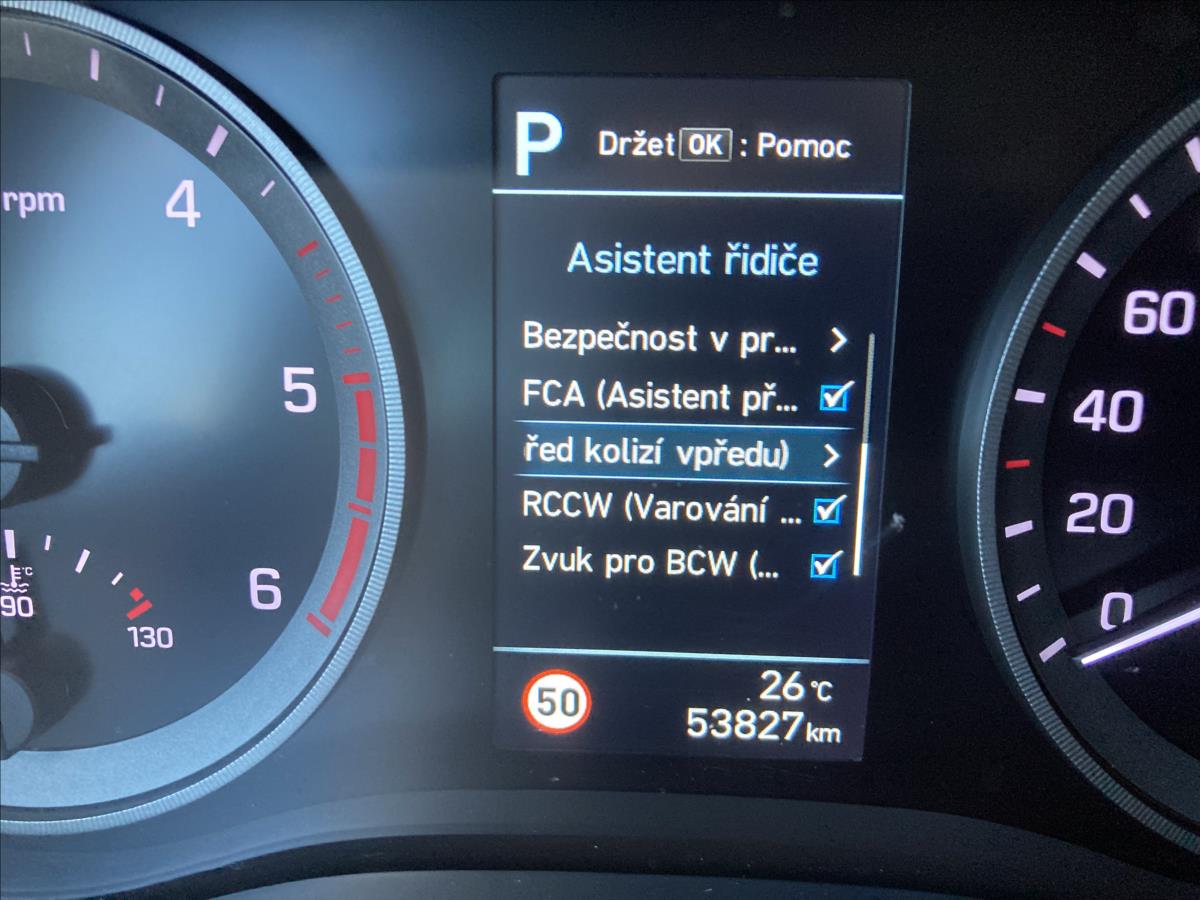 P Držet OK : Pomoc
Asistent řidiče
Bezpečnost v pr... >
FCA (Asistent př...
řed kolizí vpředu) >
RCCW (Varování ...
Zvuk pro BCW (...
50 26 °C
53827 km
rpm
4
5
6
°C
90
130
60
40
20
0